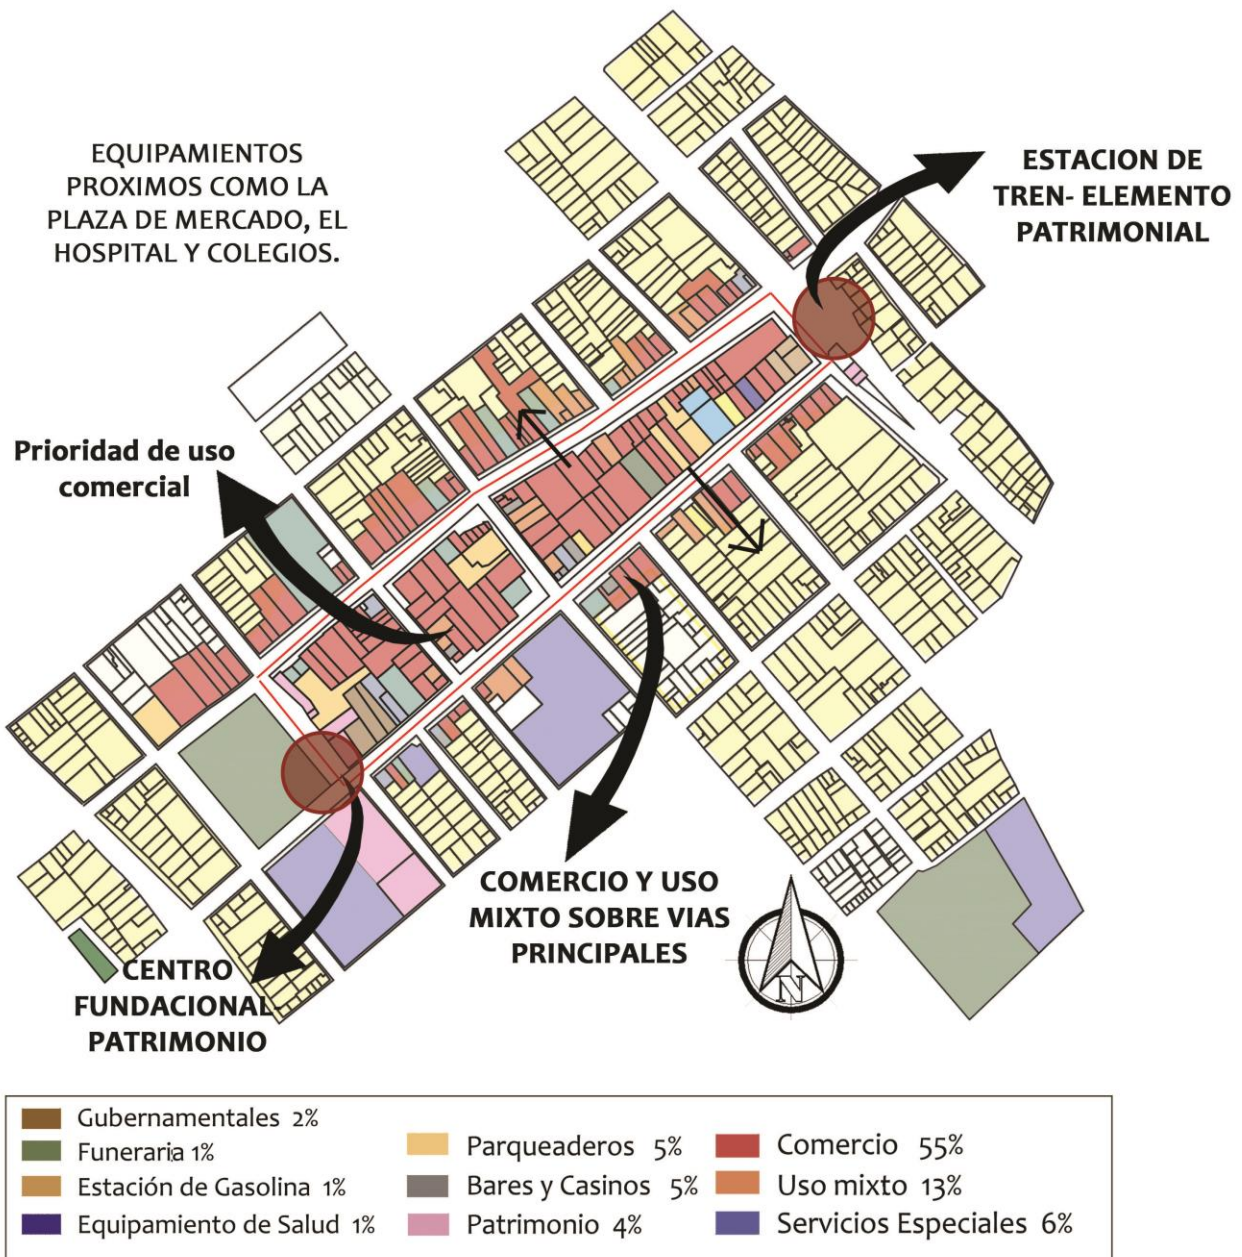 EQUIPAMIENTOS
PROXIMOS COMO LA
PLAZA DE MERCADO, EL
HOSPITAL Y COLEGIOS.
ESTACION DE
TREN- ELEMENTO
PATRIMONIAL
Prioridad de uso
comercial
COMERCIO Y USO
MIXTO SOBRE VIAS
PRINCIPALES
N
CENTRO
FUNDACIONAL
PATRIMONIO
Gubernamentales 2%
Funeraria 1%
Estación de Gasolina 1%
Equipamiento de Salud 1%
Parqueaderos 5%
Bares y Casinos 5%
Patrimonio 4%
Comercio 55%
Uso mixto 13%
Servicios Especiales 6%